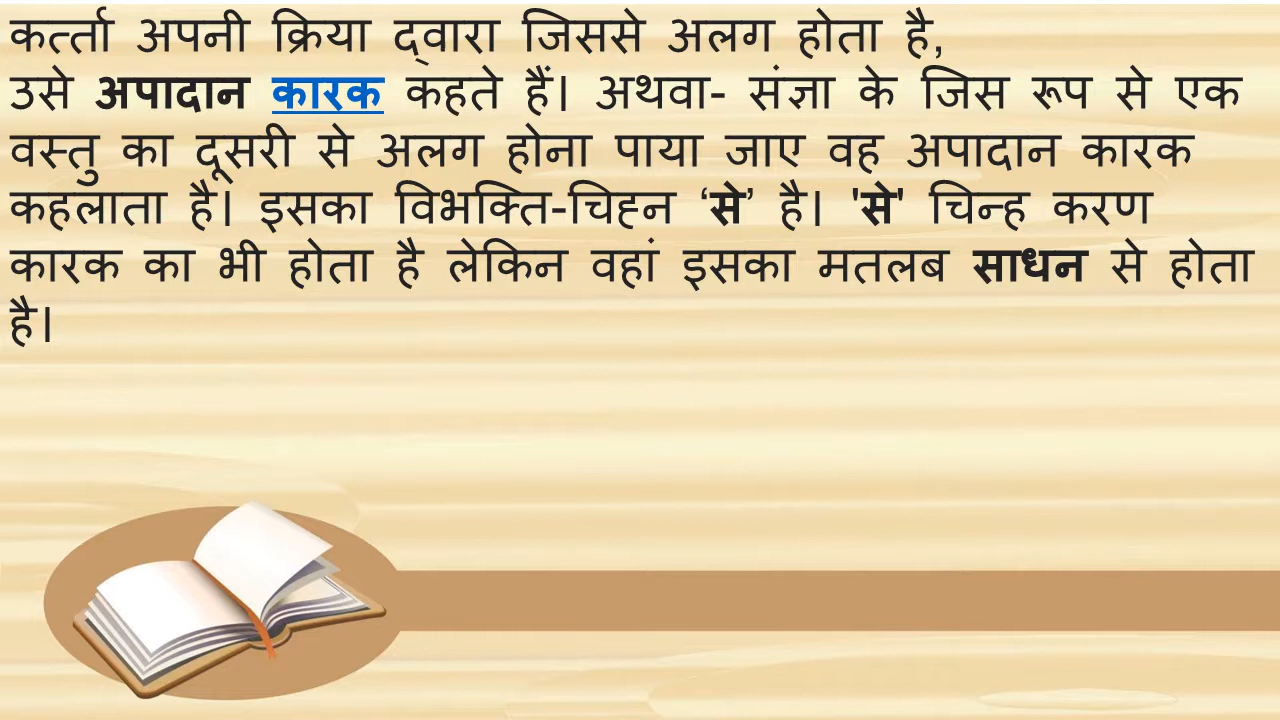 कर्त्ता अपनी क्रिया द्वारा जिससे अलग होता है,
उसे अपादान कारक कहते हैं। अथवा- संज्ञा के जिस रूप से एक
वस्तु का दूसरी से अलग होना पाया जाए वह अपादान कारक
कहलाता है। इसका विभक्ति-चिह्न ‘से’ है। 'से' चिन्ह करण
कारक का भी होता है लेकिन वहां इसका मतलब साधन से होता
है।